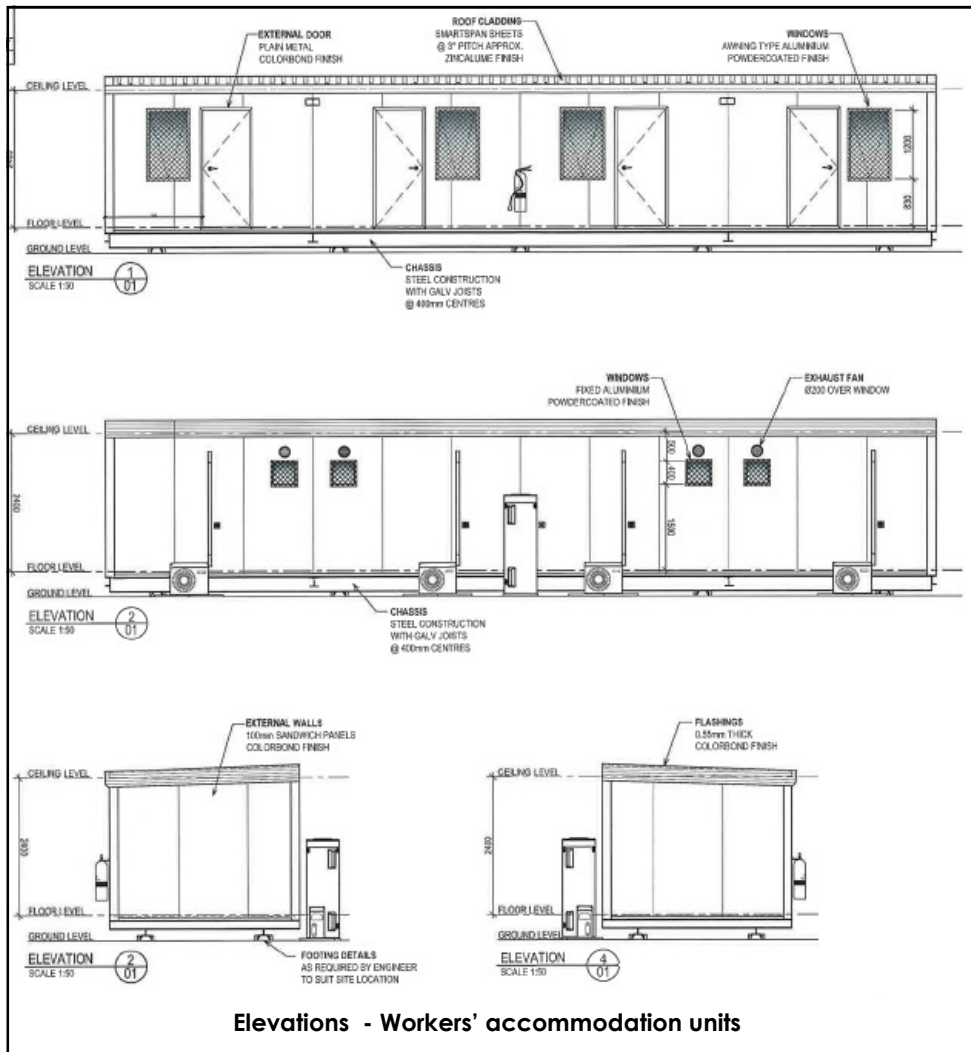 EXTERNAL DOOR
PLAIN METAL
COLORBOND FINISH
ROOF CLADDING
SMARTSPAN SHEETS
@ 3° PITCH APPROX.
ZINCALUME FINISH
WINDOWS
AWNING TYPE ALUMINIUM
POWDERCOATED FINISH
CEILING LEVEL
1200
830
FLOOR LEVEL
GROUND LEVEL
ELEVATION 1
SCALE 1:50 01
CHASSIS
STEEL CONSTRUCTION
WITH GALV JOISTS
@ 400mm CENTRES
WINDOWS
FIXED ALUMINIUM
POWDERCOATED FINISH
EXHAUST FAN
Ø200 OVER WINDOW
CEILING LEVEL
500
400
2400
1500
FLOOR LEVEL
GROUND LEVEL
ELEVATION 2
SCALE 1:50 01
CHASSIS
STEEL CONSTRUCTION
WITH GALV JOISTS
@ 400mm CENTRES
EXTERNAL WALLS
100mm SANDWICH PANELS
COLORBOND FINISH
FLASHINGS
0.55mm THICK
COLORBOND FINISH
CEILING LEVEL
CEILING LEVEL
2400
2400
FLOOR LEVEL
FLOOR LEVEL
GROUND LEVEL
GROUND LEVEL
ELEVATION 2
SCALE 1:50 01
FOOTING DETAILS
AS REQUIRED BY ENGINEER
TO SUIT SITE LOCATION
ELEVATION 4
SCALE 1:50 01
Elevations - Workers' accommodation units